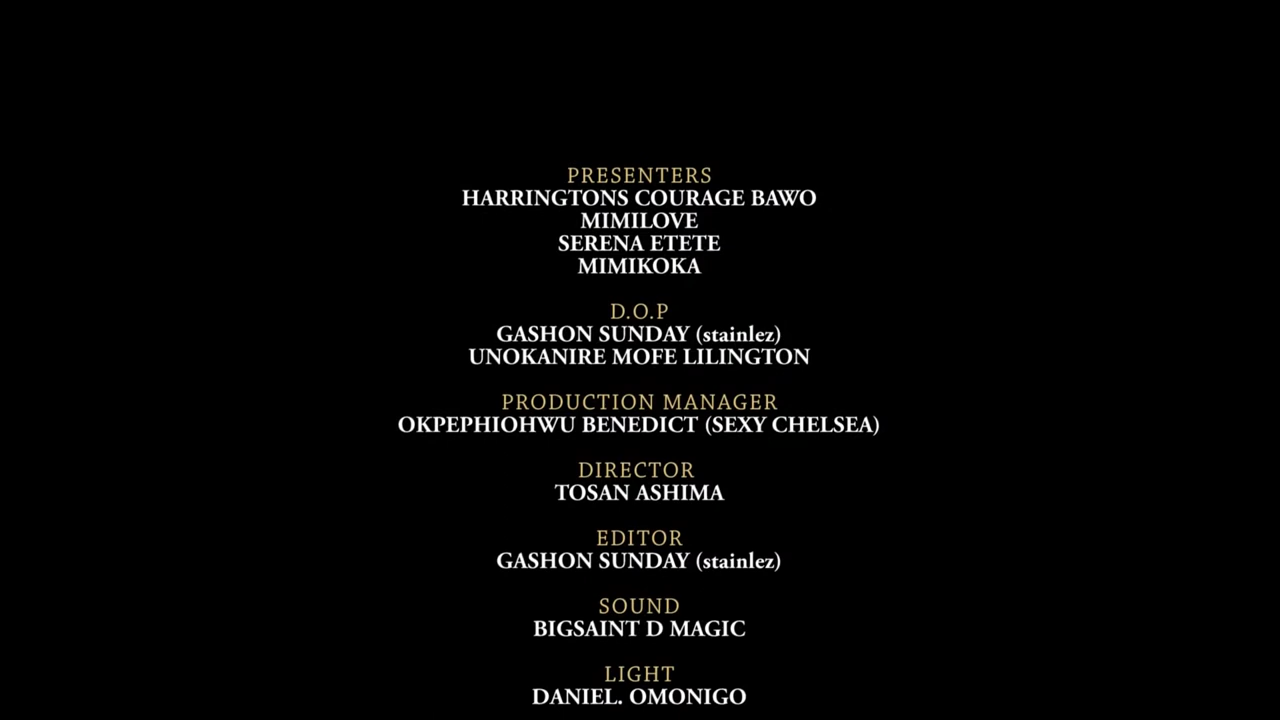 PRESENTERS
HARRINGTONS COURAGE BAWO
MIMILOVE
SERENA ETETE
MIMIKOKA
D.O.P
GASHON SUNDAY (stainlez)
UNOKANIRE MOFE LILINGTON
PRODUCTION MANAGER
OKPEPHIOHWU BENEDICT (SEXY CHELSEA)
DIRECTOR
TOSAN ASHIMA
EDITOR
GASHON SUNDAY (stainlez)
SOUND
BIGSAINT D MAGIC
LIGHT
DANIEL. OMONIGO